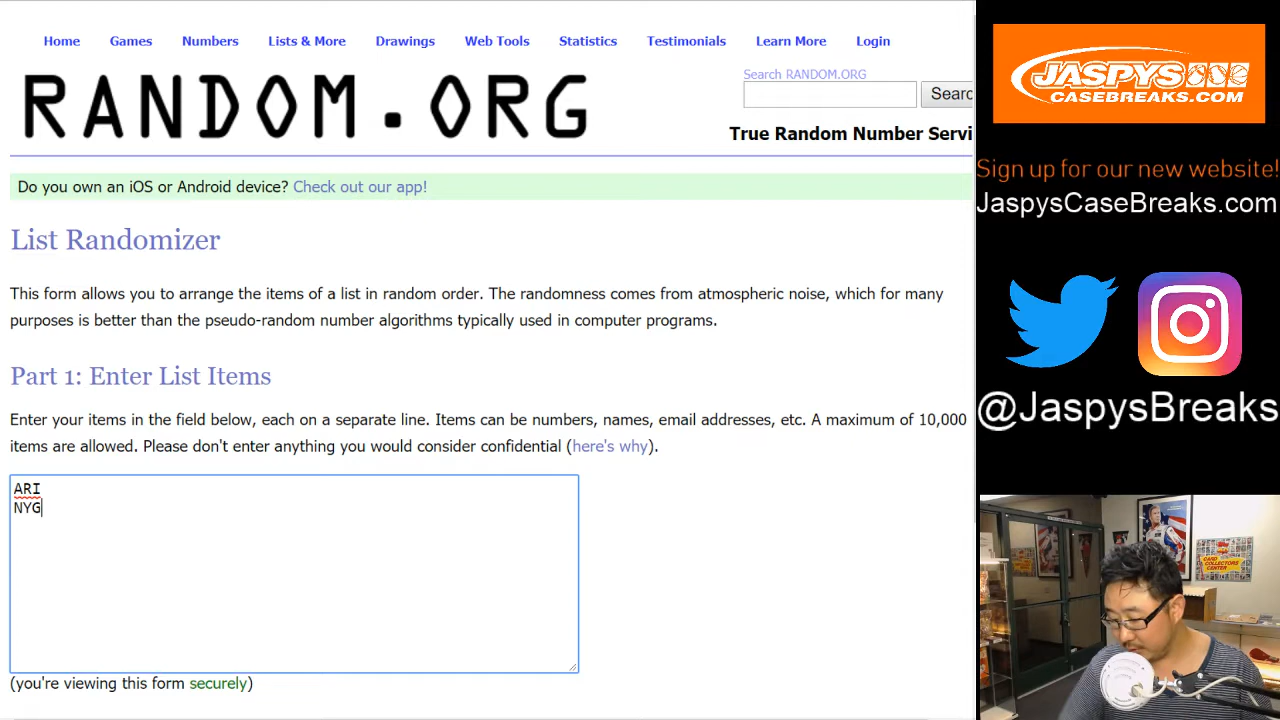 Home Games Numbers Lists & More Drawings Web Tools Statistics Testimonials Learn More Login
RANDOM.ORG
Search RANDOM.ORG
Searc
True Random Number Servi
Do you own an iOS or Android device? Check out our app!
List Randomizer
This form allows you to arrange the items of a list in random order. The randomness comes from atmospheric noise, which for many
purposes is better than the pseudo-random number algorithms typically used in computer programs.
Part 1: Enter List Items
Enter your items in the field below, each on a separate line. Items can be numbers, names, email addresses, etc. A maximum of 10,000
items are allowed. Please don't enter anything you would consider confidential (here's why).
ARI
NYG
(you're viewing this form securely)
JASPYS
CASEBREAKS.COM
Sign up for our new website!
JaspysCaseBreaks.com
@JaspysBreaks
CARD
COLLECTORS
CENTER